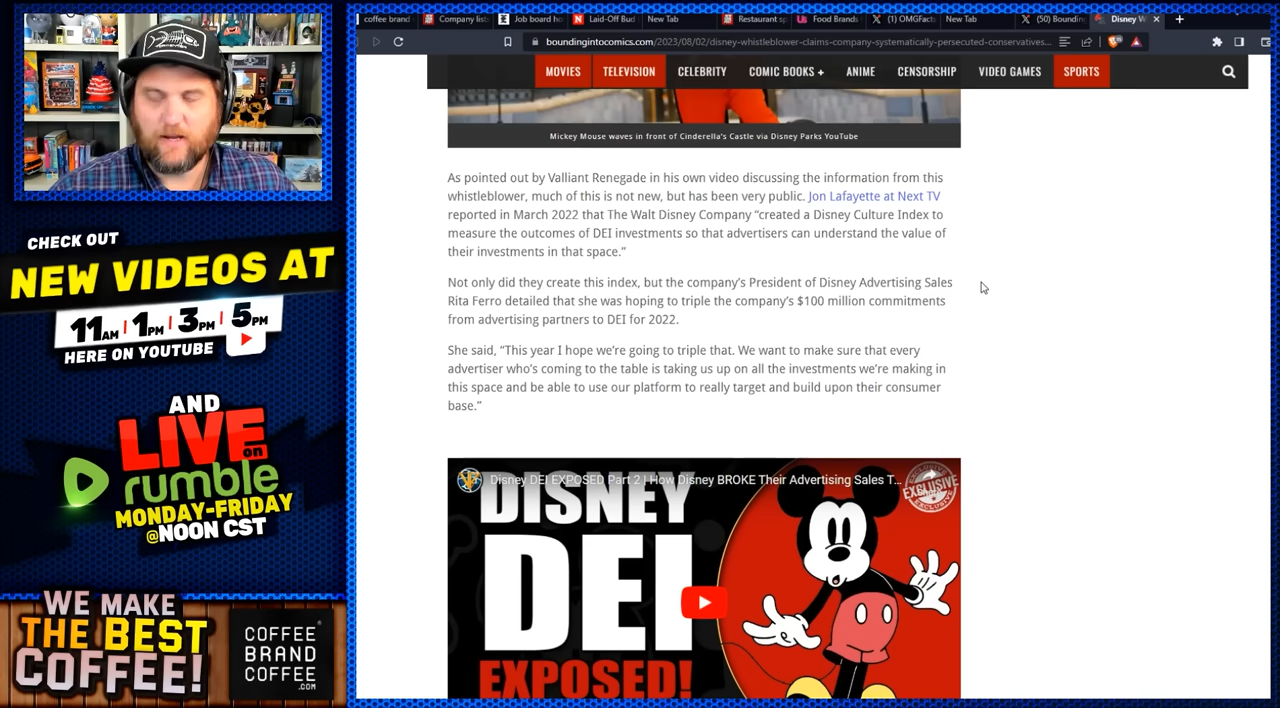 coffee brand
Company list
Job board ho
Laid-Off Bud
New Tab
Restaurant sp
Food Brands
(1) OMGFacts
New Tab
(50) Bounding
Disney W
boundingintocomics.com/2023/08/02/disney-whistleblower-claims-company-systematically-persecuted-conservatives...
MOVIES
TELEVISION
CELEBRITY
COMIC BOOKS +
ANIME
CENSORSHIP
VIDEO GAMES
SPORTS
Mickey Mouse waves in front of Cinderella's Castle via Disney Parks YouTube
As pointed out by Valliant Renegade in his own video discussing the information from this
whistleblower, much of this is not new, but has been very public. Jon Lafayette at Next TV
reported in March 2022 that The Walt Disney Company “created a Disney Culture Index to
measure the outcomes of DEI investments so that advertisers can understand the value of
their investments in that space.”
Not only did they create this index, but the company’s President of Disney Advertising Sales
Rita Ferro detailed that she was hoping to triple the company’s $100 million commitments
from advertising partners to DEI for 2022.
She said, “This year I hope we’re going to triple that. We want to make sure that every
advertiser who’s coming to the table is taking us up on all the investments we’re making in
this space and be able to use our platform to really target and build upon their consumer
base.”
Disney DEI EXPOSED Part 2 | How Disney BROKE Their Advertising Sales T...
EXCLUSIVE
DISNEY
DEI
EXPOSED!
CHECK OUT
NEW VIDEOS AT
11AM | 1PM | 3PM | 5PM
HERE ON YOUTUBE
AND
LIVE on
rumble
MONDAY-FRIDAY
@NOON CST
WE MAKE
THE BEST
COFFEE!
COFFEE
BRAND
COFFEE
.COM